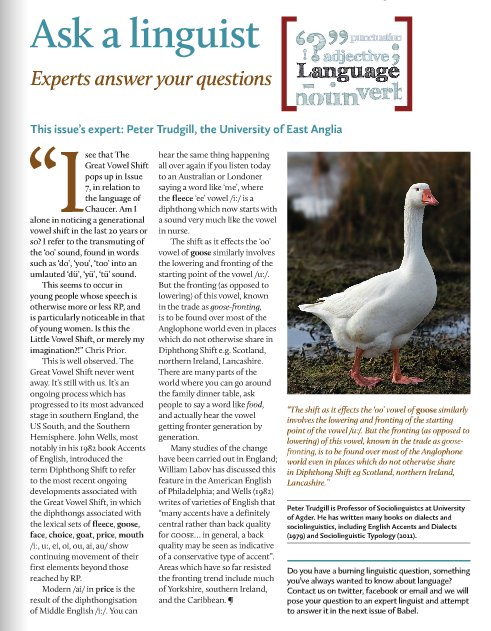 Ask a linguist
Experts answer your questions
“?” punctuation
! adjective ;
Language
noun verb
This issue's expert: Peter Trudgill, the University of East Anglia
“I see that The
Great Vowel Shift
pops up in Issue
7, in relation to
the language of
Chaucer. Am I
alone in noticing a generational
vowel shift in the last 20 years or
so? I refer to the transmuting of
the ‘oo’ sound, found in words
such as ‘do’, ‘you’, ‘too’ into an
umlauted ‘dü’, ‘yü’, ‘tü’ sound.
This seems to occur in
young people whose speech is
otherwise more or less RP, and
is particularly noticeable in that
of young women. Is this the
Little Vowel Shift, or merely my
imagination?!” Chris Prior.
This is well observed. The
Great Vowel Shift never went
away. It's still with us. It's an
ongoing process which has
progressed to its most advanced
stage in southern England, the
US South, and the Southern
Hemisphere. John Wells, most
notably in his 1982 book Accents
of English, introduced the
term Diphthong Shift to refer
to the most recent ongoing
developments associated with
the Great Vowel Shift, in which
the diphthongs associated with
the lexical sets of fleece, goose,
face, choice, goat, price, mouth
/i:, u:, ei, oi, ou, ai, au/ show
continuing movement of their
first elements beyond those
reached by RP.
Modern /ai/ in price is the
result of the diphthongisation
of Middle English /i:/. You can
hear the same thing happening
all over again if you listen today
to an Australian or Londoner
saying a word like ‘me’, where
the fleece ‘ee’ vowel /i:/ is a
diphthong which now starts with
a sound very much like the vowel
in nurse.
The shift as it effects the ‘oo’
vowel of goose similarly involves
the lowering and fronting of the
starting point of the vowel /u:/.
But the fronting (as opposed to
lowering) of this vowel, known
in the trade as goose-fronting,
is to be found over most of the
Anglophone world even in places
which do not otherwise share in
Diphthong Shift e.g. Scotland,
northern Ireland, Lancashire.
There are many parts of the
world where you can go around
the family dinner table, ask
people to say a word like food,
and actually hear the vowel
getting fronter generation by
generation.
Many studies of the change
have been carried out in England;
William Labov has discussed this
feature in the American English
of Philadelphia; and Wells (1982)
writes of varieties of English that
“many accents have a definitely
central rather than back quality
for GOOSE... in general, a back
quality may be seen as indicative
of a conservative type of accent”.
Areas which have so far resisted
the fronting trend include much
of Yorkshire, southern Ireland,
and the Caribbean. ¶
“The shift as it effects the ‘oo’ vowel of goose similarly
involves the lowering and fronting of the starting
point of the vowel /u:/. But the fronting (as opposed to
lowering) of this vowel, known in the trade as goose-
fronting, is to be found over most of the Anglophone
world even in places which do not otherwise share
in Diphthong Shift eg Scotland, northern Ireland,
Lancashire.”
Peter Trudgill is Professor of Sociolinguistcs at University
of Agder. He has written many books on dialects and
sociolinguistics, including English Accents and Dialects
(1979) and Sociolinguistic Typology (2011).
Do you have a burning linguistic question, something
you've always wanted to know about language?
Contact us on twitter, facebook or email and we will
pose your question to an expert linguist and attempt
to answer it in the next issue of Babel.